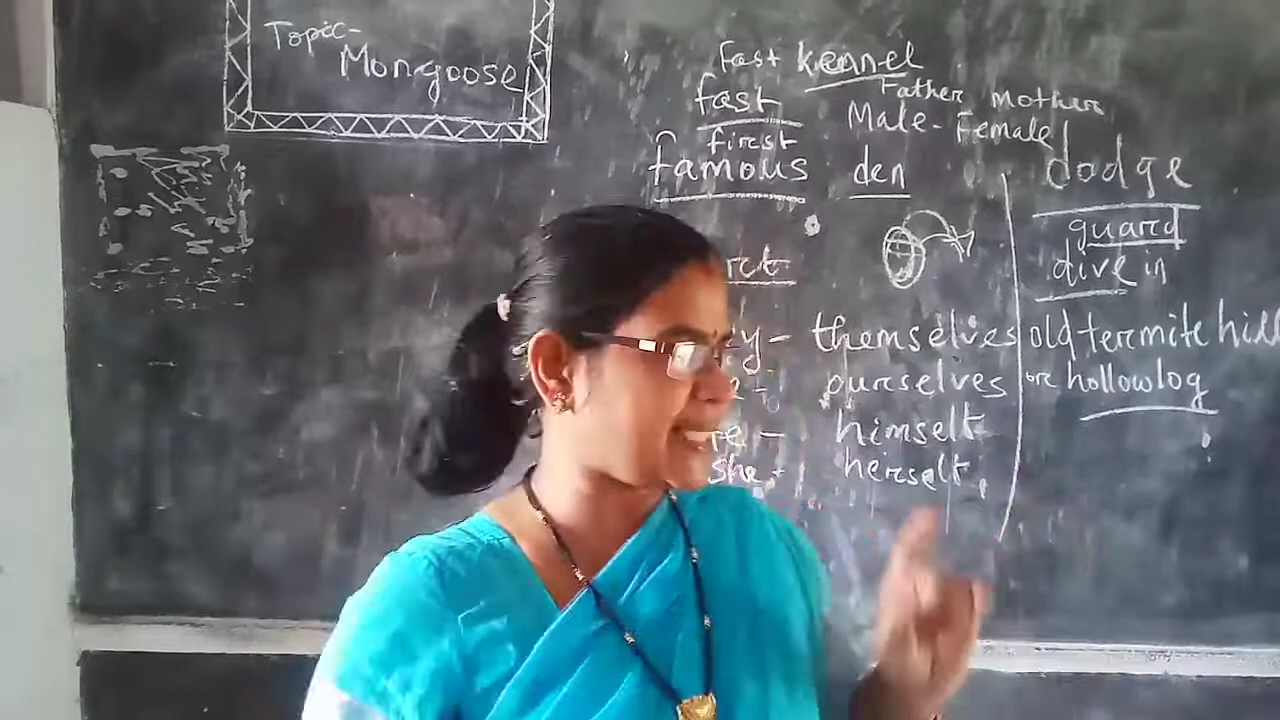 Topic-
Mongoose
Fast kennel
fast
Father Mother
Male - Female
first
famous
den
dodge
guard
dive in
themselves
old termite hill
ourselves
or hollow log
himself
she - herself